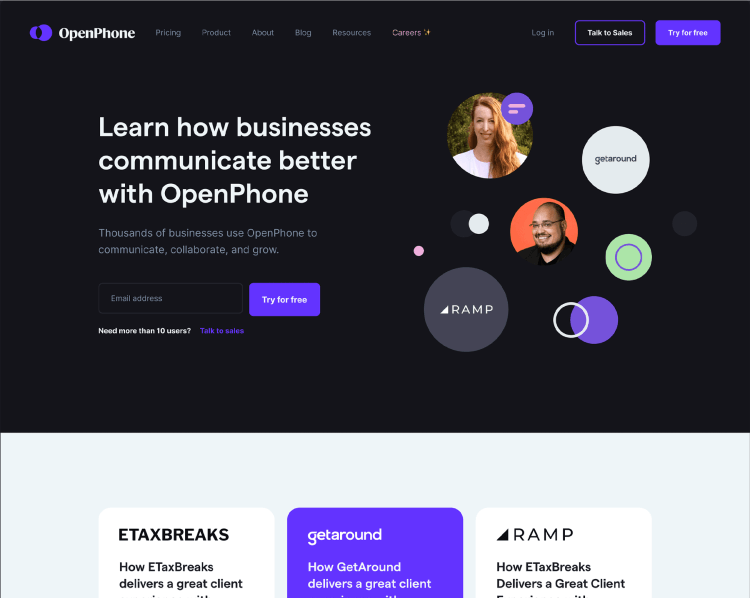 OpenPhone Pricing Product About Blog Resources Careers ✨ Log in Talk to Sales Try for free
Learn how businesses
communicate better
with OpenPhone
Thousands of businesses use OpenPhone to
communicate, collaborate, and grow.
Email address Try for free
Need more than 10 users? Talk to sales
getaround
RAMP
ETAXBREAKS
How ETaxBreaks
delivers a great client
getaround
How GetAround
delivers a great client
RAMP
How ETaxBreaks
Delivers a Great Client